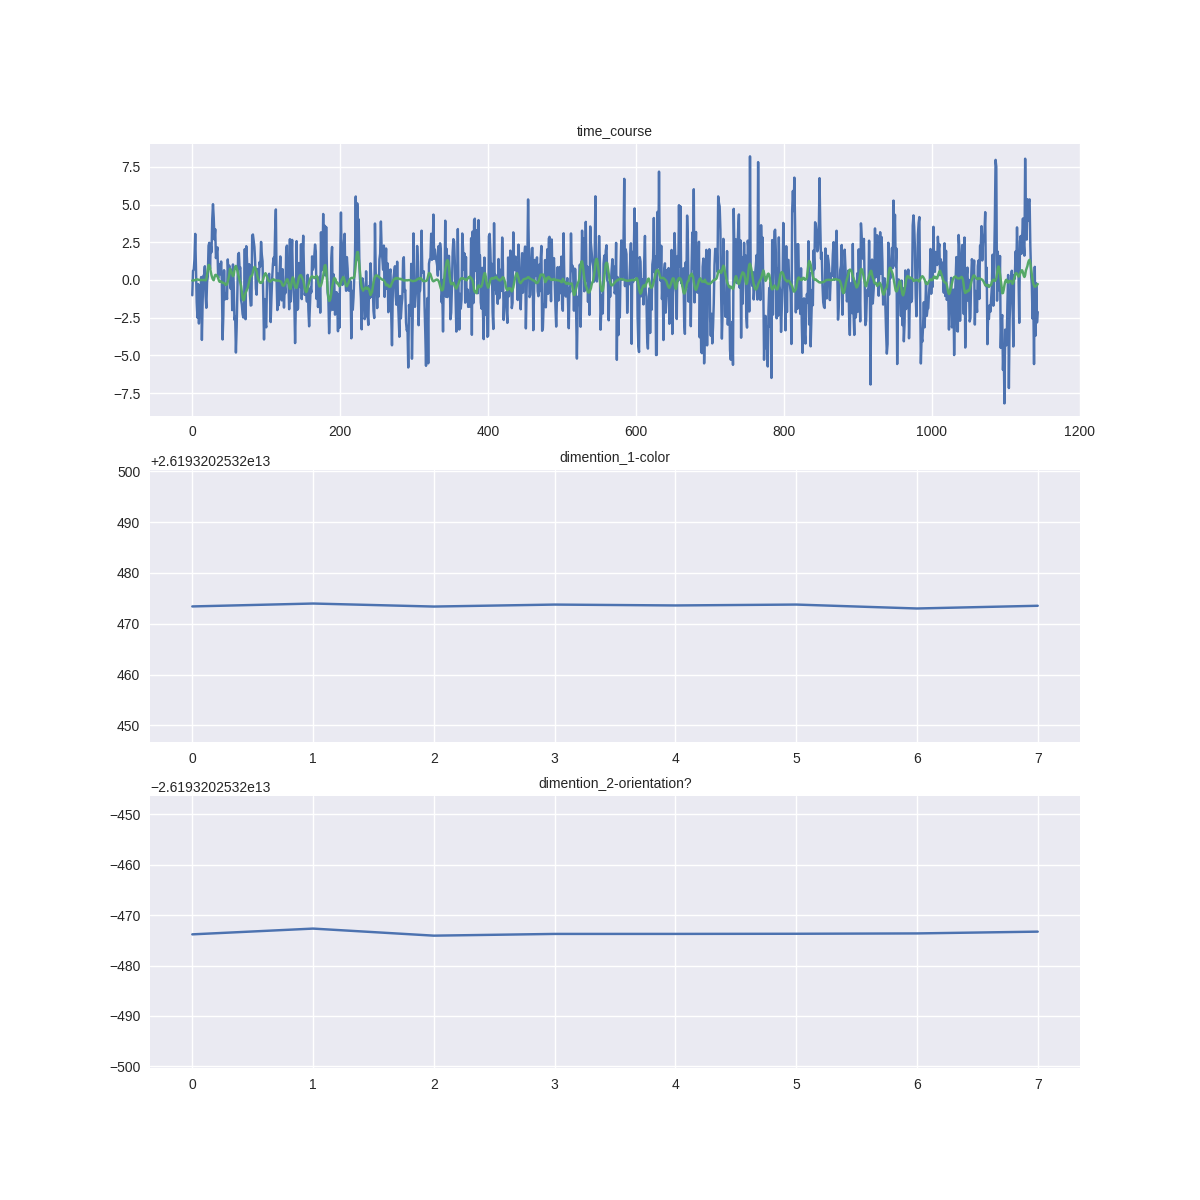 time_course
7.5
5.0
2.5
0.0
−2.5
−5.0
−7.5
0 200 400 600 800 1000 1200
+2.6193202532e13
dimention_1-color
500
490
480
470
460
450
0 1 2 3 4 5 6 7
−2.6193202532e13
dimention_2-orientation?
−450
−460
−470
−480
−490
−500
0 1 2 3 4 5 6 7